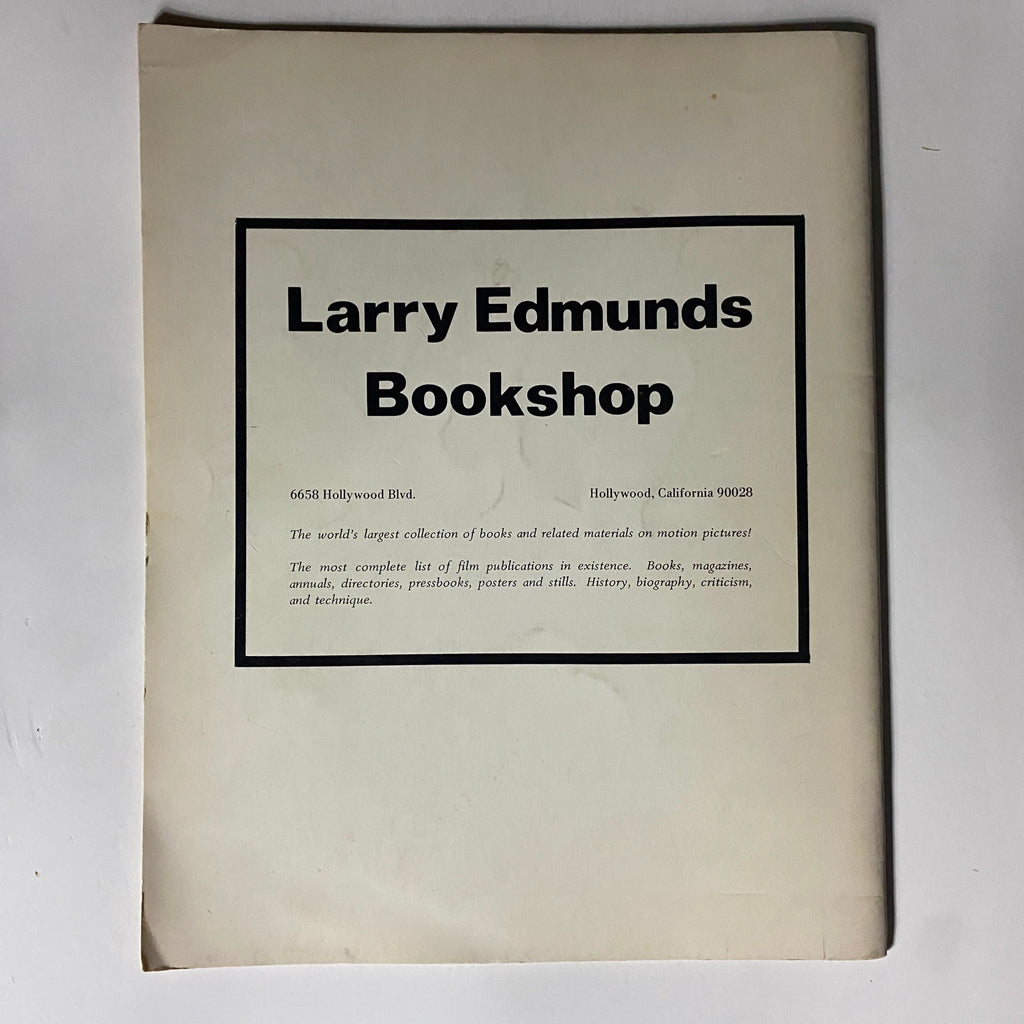 Larry Edmunds
Bookshop
6658 Hollywood Blvd. Hollywood, California 90028
The world's largest collection of books and related materials on motion pictures!
The most complete list of film publications in existence. Books, magazines,
annuals, directories, pressbooks, posters and stills. History, biography, criticism,
and technique.